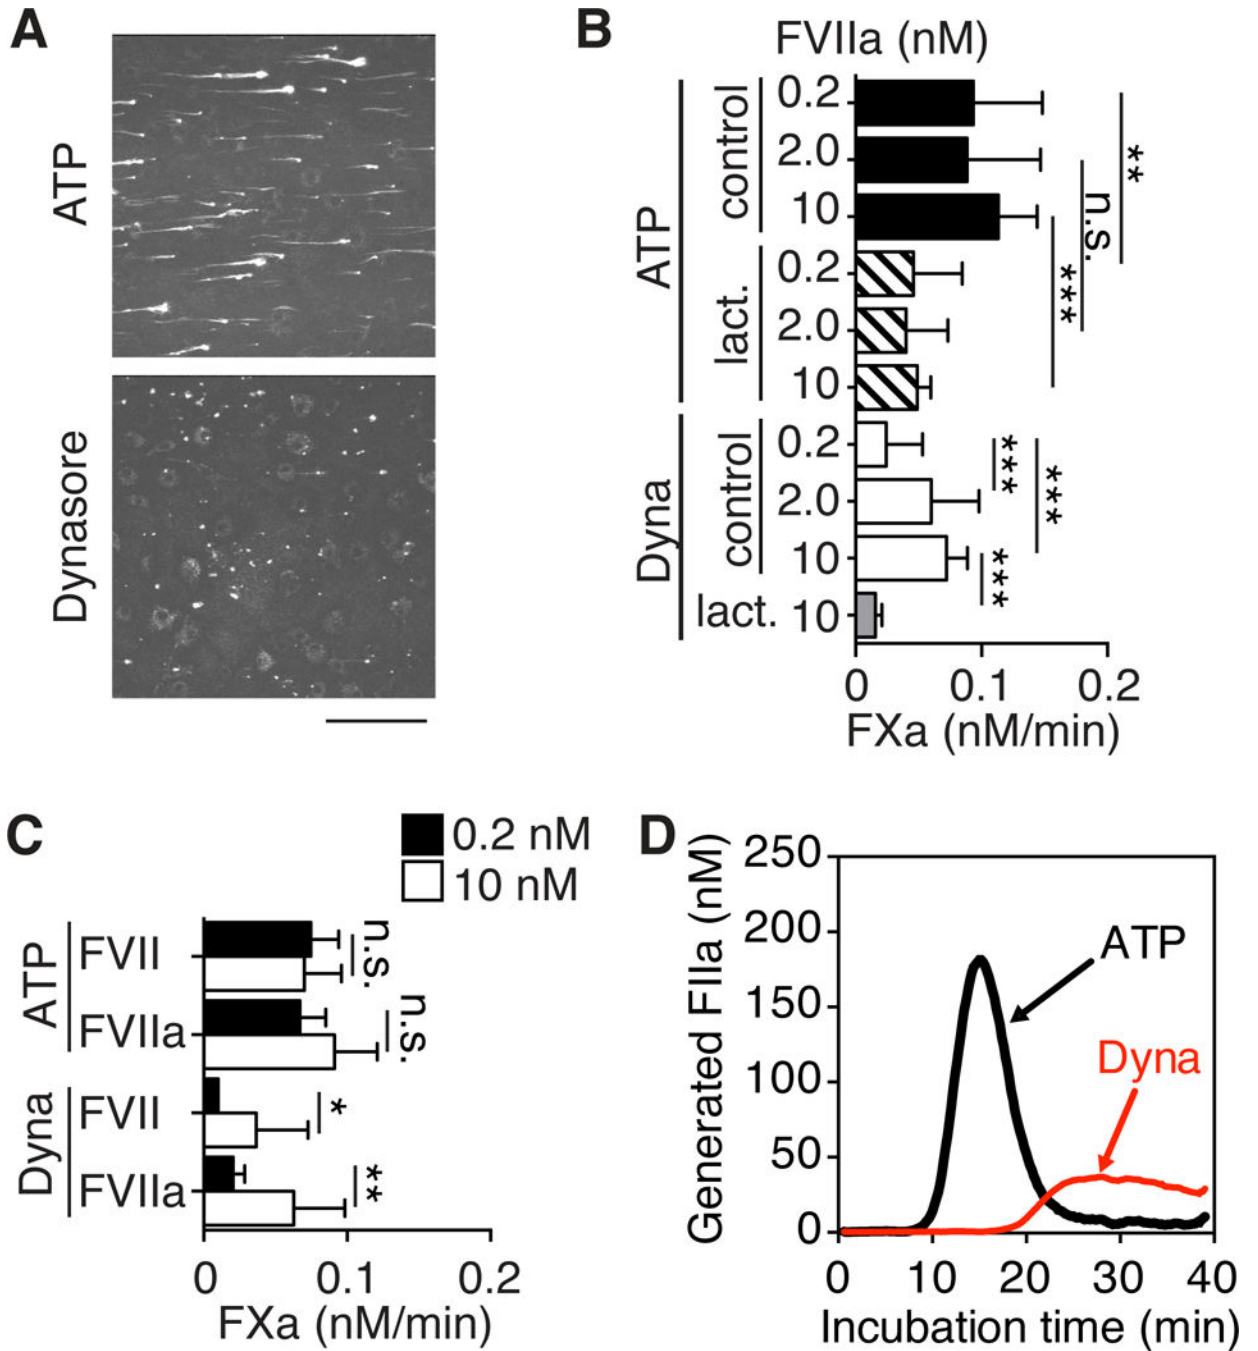 A
ATP
Dynasore
B
FVIIa (nM)
ATP
control
0.2
2.0
10
lact.
0.2
2.0
10
Dyna
control
0.2
2.0
10
lact. 10
**
n.s.
***
***
***
***
0 0.1 0.2
FXa (nM/min)
C
0.2 nM
10 nM
ATP
FVII
FVIIa
Dyna
FVII
FVIIa
n.s.
n.s.
*
**
0 0.1 0.2
FXa (nM/min)
D
Generated FIIa (nM)
250
200
150
100
50
0
ATP
Dyna
0 10 20 30 40
Incubation time (min)